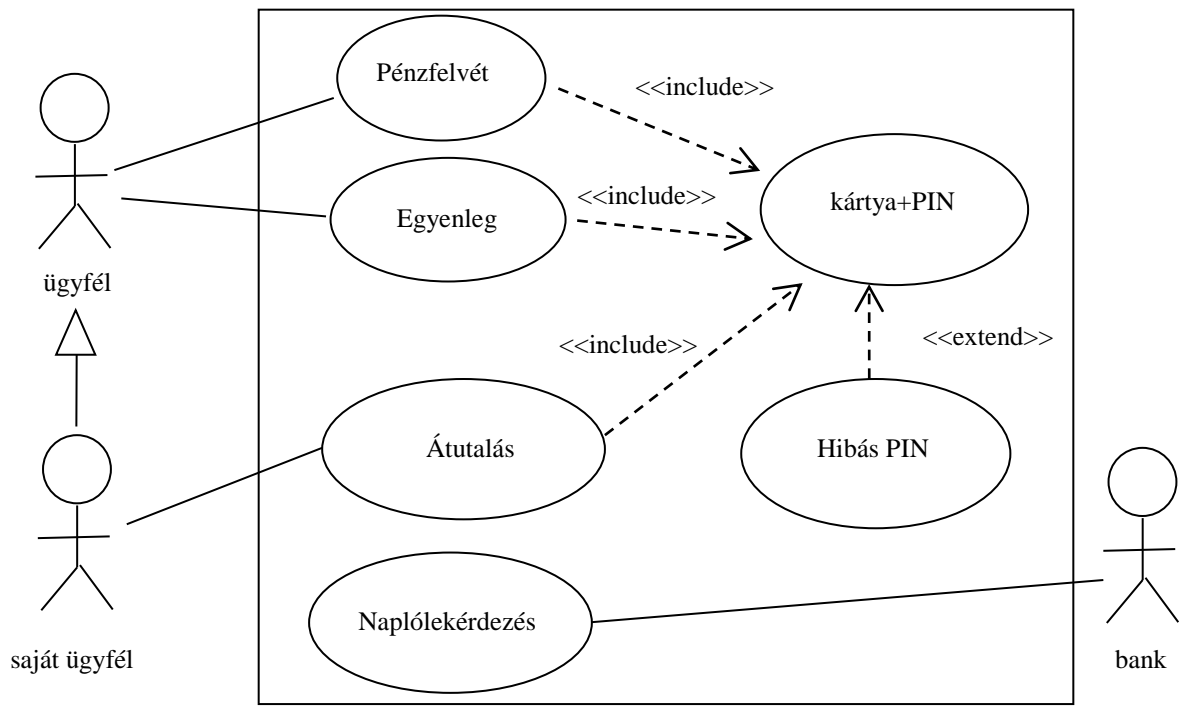 Pénzfelvét
<<include>>
<<include>>
kártya+PIN
Egyenleg
ügyfél
<<include>>
<<extend>>
Átutalás
Hibás PIN
Naplólekérdezés
saját ügyfél
bank